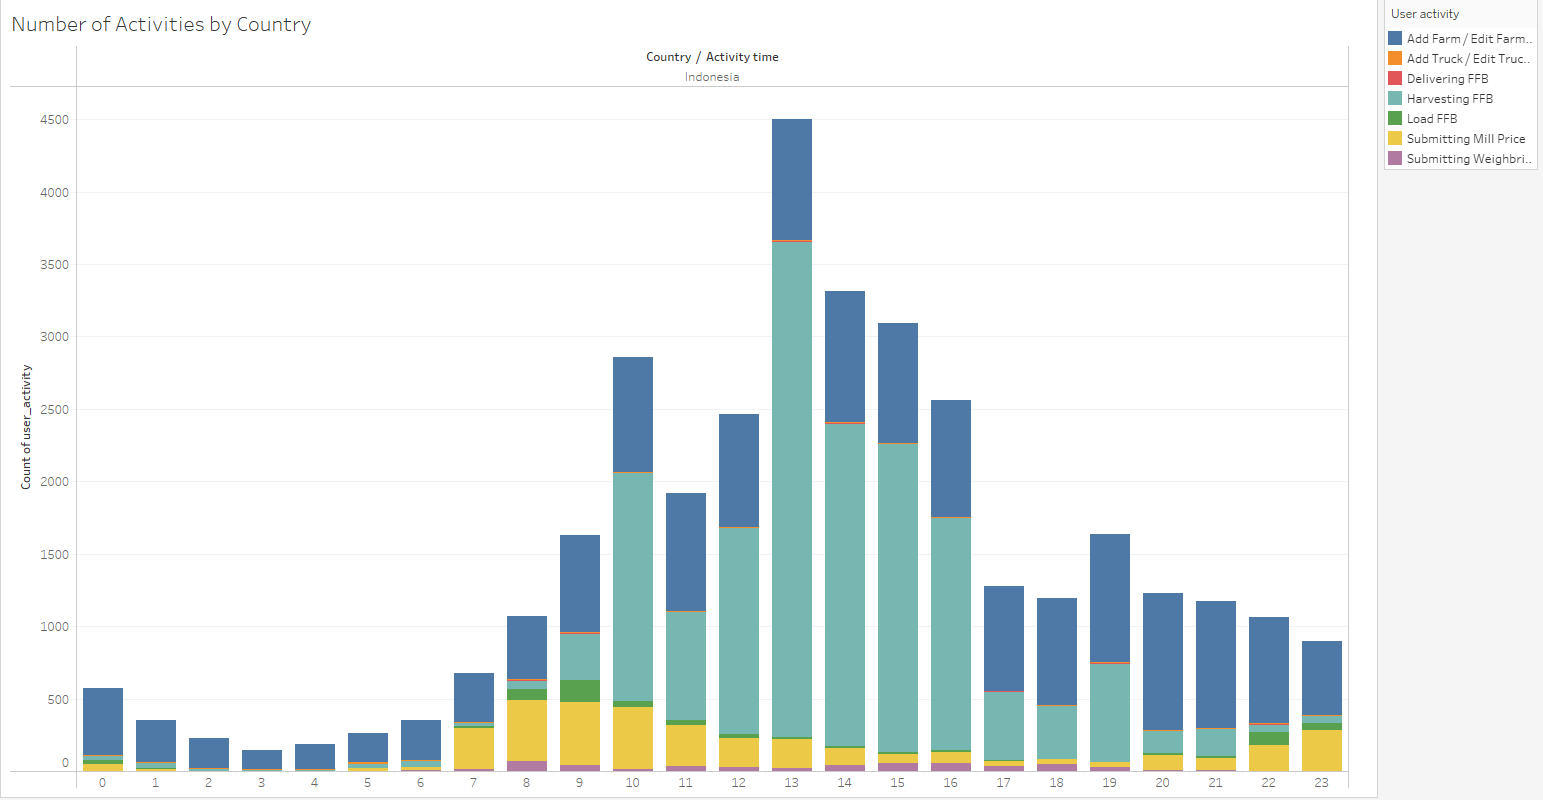 Number of Activities by Country
Country / Activity time
Indonesia
4500
4000
3500
3000
2500
2000
1500
1000
500
0
Count of user_activity
0 1 2 3 4 5 6 7 8 9 10 11 12 13 14 15 16 17 18 19 20 21 22 23
User activity
Add Farm / Edit Farm..
Add Truck / Edit Truc..
Delivering FFB
Harvesting FFB
Load FFB
Submitting Mill Price
Submitting Weighbri..